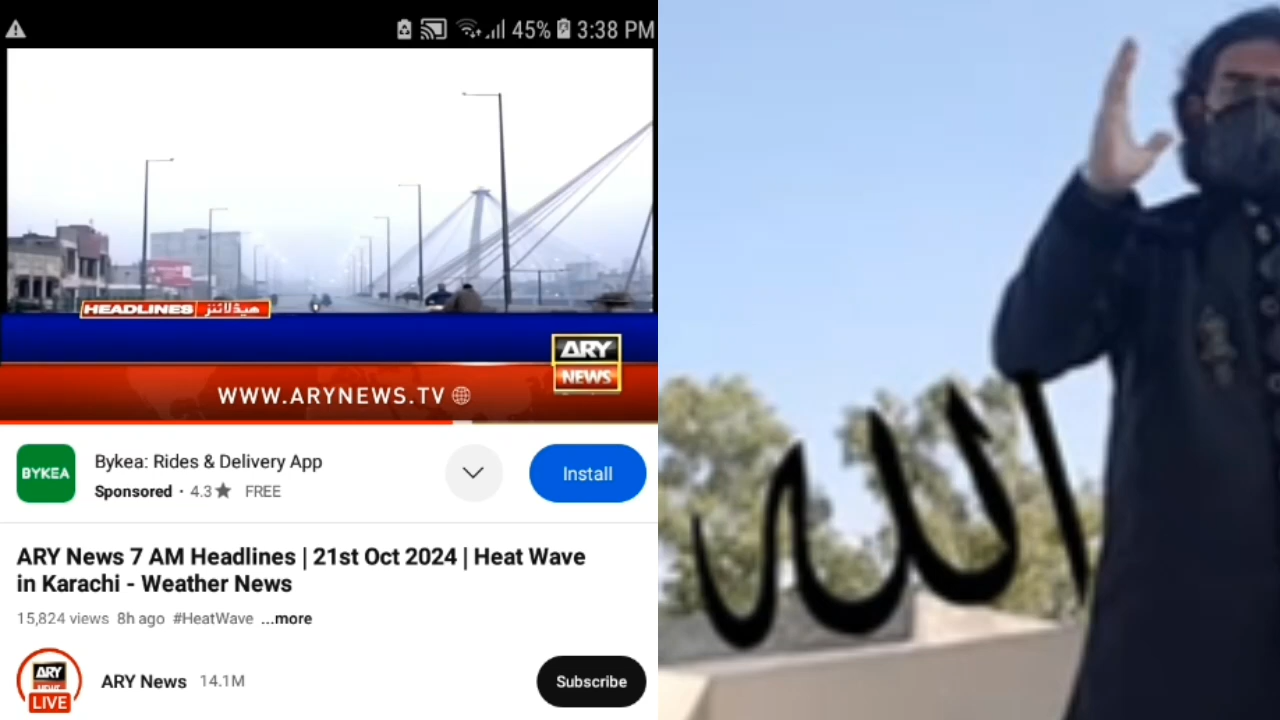 45% 3:38 PM
HEADLINES هیڈلائنز
ARY
NEWS
WWW.ARYNEWS.TV
BYKEA
Bykea: Rides & Delivery App
Sponsored · 4.3★ FREE
Install
ARY News 7 AM Headlines | 21st Oct 2024 | Heat Wave
in Karachi - Weather News
15,824 views 8h ago #HeatWave ...more
ARY
NEWS
LIVE
ARY News 14.1M
Subscribe
الله